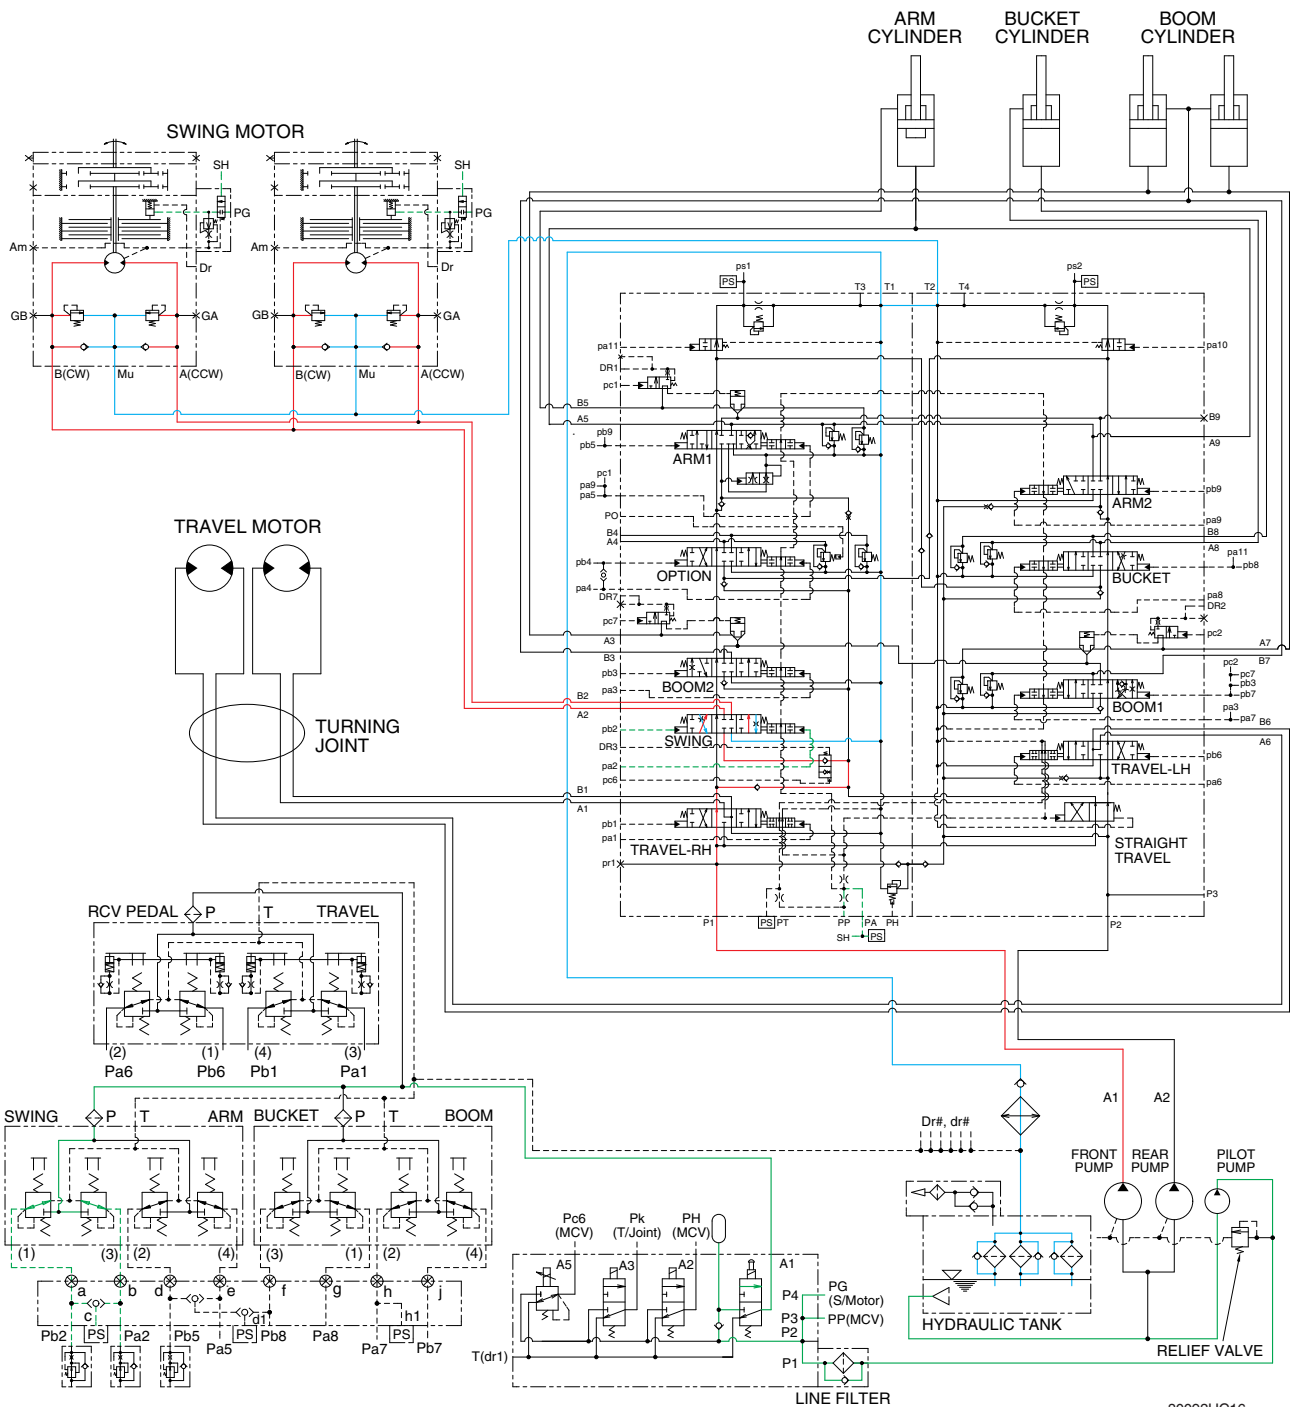 ARM
CYLINDER
BUCKET
CYLINDER
BOOM
CYLINDER
SWING MOTOR
SH
SH
PG
PG
Am
Am
Dr
Dr
GB
GA
GB
GA
B(CW)
Mu
A(CCW)
B(CW)
Mu
A(CCW)
ps1
PS
T3
T1
T2
T4
ps2
PS
pa11
pa10
DR1
pc1
B5
A5
B9
A9
pb9
pb5
ARM1
pc1
pa9
pa5
ARM2
pb9
PO
pa9
B4
A4
B8
A8
pa11
pb4
OPTION
BUCKET
pb8
pa4
DR7
pa8
DR2
pc7
pc2
A3
A7
B3
B7
pb3
BOOM2
pc2
pc7
pb3
pb7
pa3
BOOM1
B2
A2
pa3
pa7
pb2
SWING
B6
A6
DR3
pb6
pa2
TRAVEL-LH
pc6
pa6
B1
A1
pb1
pa1
TRAVEL-RH
STRAIGHT
TRAVEL
pr1
P3
P1
PS
PT
PP
PA
PH
P2
SH
PS
TRAVEL MOTOR
TURNING
JOINT
RCV PEDAL
P
T
TRAVEL
(2)
(1)
(4)
(3)
Pa6
Pb6
Pb1
Pa1
SWING
P
T
ARM
BUCKET
P
T
BOOM
(1)
(3)
(2)
(4)
(3)
(1)
(2)
(4)
a
b
d
e
f
g
h
j
c
d1
h1
Pb2
PS
Pa2
Pb5
Pa5
PS
Pb8
Pa8
Pa7
PS
Pb7
Dr#, dr#
A1
A2
FRONT
PUMP
REAR
PUMP
PILOT
PUMP
Pc6
(MCV)
Pk
(T/Joint)
PH
(MCV)
A5
A3
A2
A1
P4
PG
(S/Motor)
P3
PP(MCV)
P2
T(dr1)
P1
LINE FILTER
HYDRAULIC TANK
RELIEF VALVE